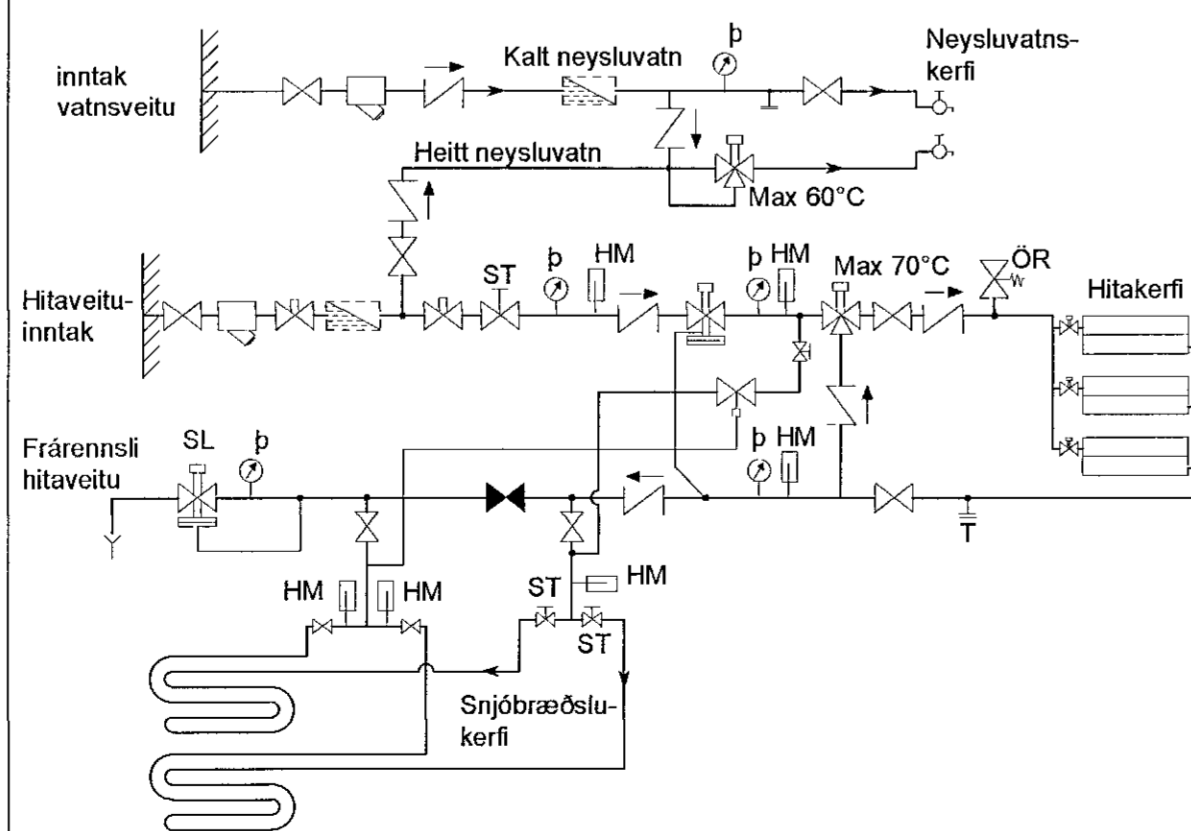 inntak
vatnsveitu
Kalt neysluvatn
þ
Neysluvatns-
kerfi
Heitt neysluvatn
Max 60°C
Hitaveitu-
inntak
ST
þ
HM
þ
HM
Max 70°C
ÖR
Hitakerfi
Frárennsli
hitaveitu
SL
þ
þ
HM
T
HM
HM
ST
HM
ST
Snjóbræðslu-
kerfi